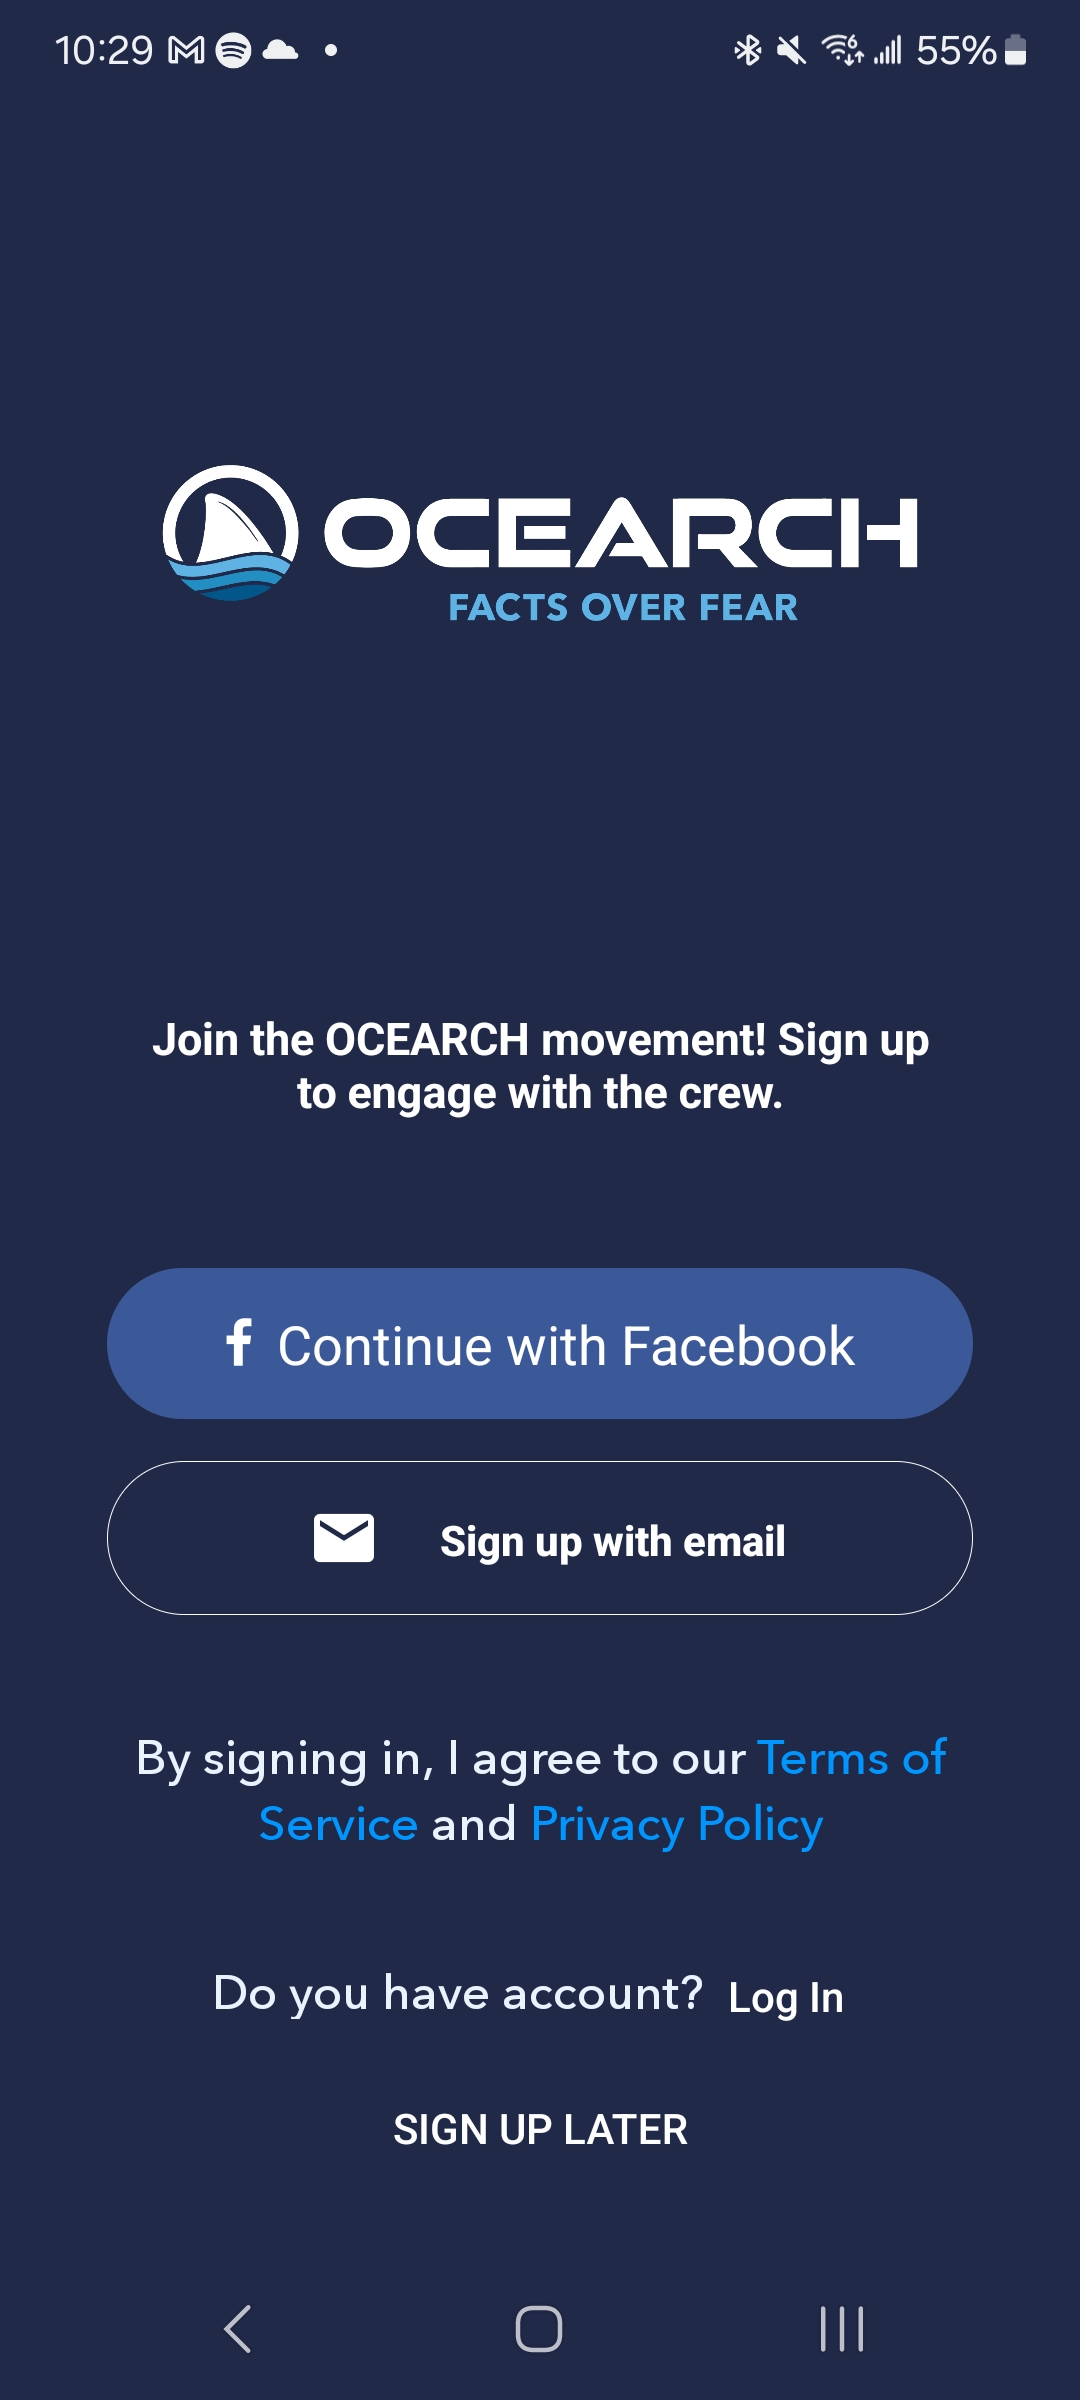 10:29
6
55%
OCEARCH
FACTS OVER FEAR
Join the OCEARCH movement! Sign up
to engage with the crew.
f Continue with Facebook
Sign up with email
By signing in, I agree to our Terms of
Service and Privacy Policy
Do you have account? Log In
SIGN UP LATER